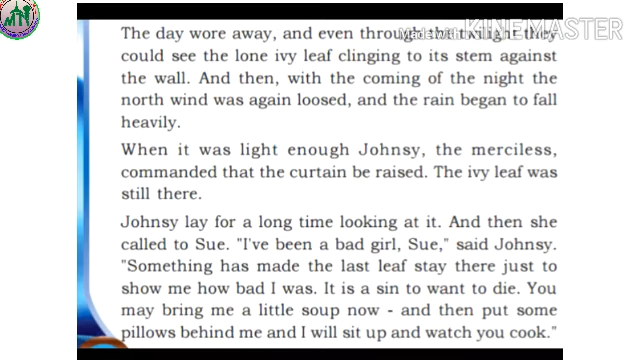 MT
Made with KINEMASTER
The day wore away, and even through the twilight they
could see the lone ivy leaf clinging to its stem against
the wall. And then, with the coming of the night the
north wind was again loosed, and the rain began to fall
heavily.
When it was light enough Johnsy, the merciless,
commanded that the curtain be raised. The ivy leaf was
still there.
Johnsy lay for a long time looking at it. And then she
called to Sue. "I've been a bad girl, Sue," said Johnsy.
"Something has made the last leaf stay there just to
show me how bad I was. It is a sin to want to die. You
may bring me a little soup now - and then put some
pillows behind me and I will sit up and watch you cook."